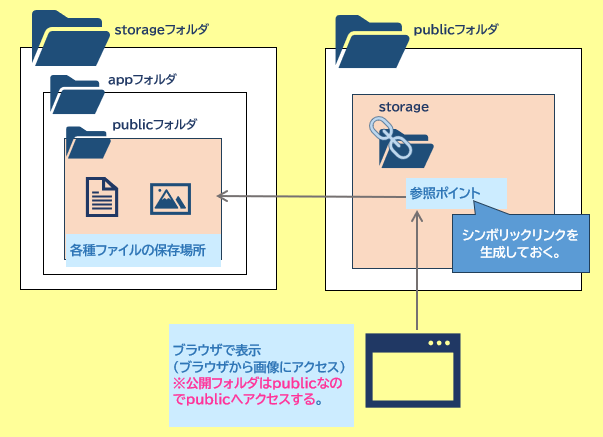 storageフォルダ
publicフォルダ
appフォルダ
publicフォルダ
storage
参照ポイント
各種ファイルの保存場所
シンボリックリンクを
生成しておく。
ブラウザで表示
（ブラウザから画像にアクセス）
※公開フォルダはpublicなの
でpublicへアクセスする。